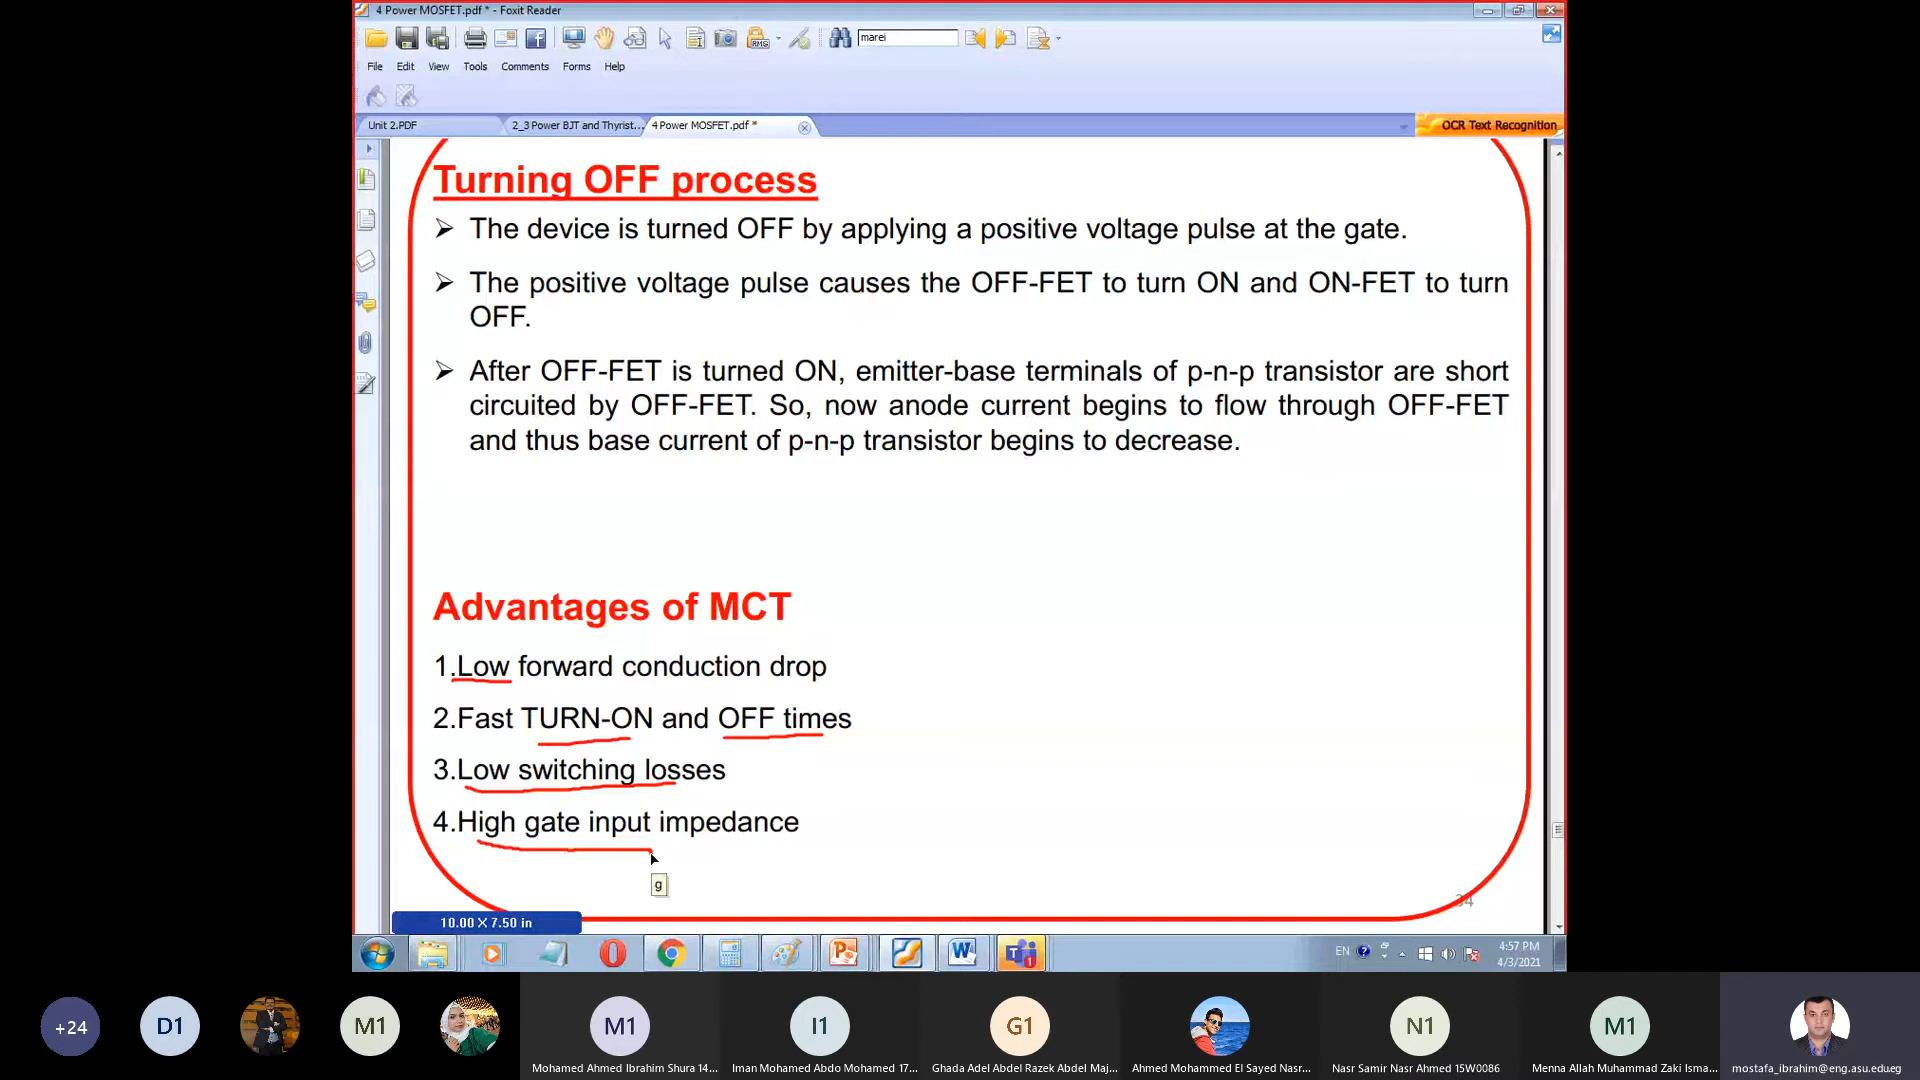 4 Power MOSFET.pdf * - Foxit Reader
marei
File Edit View Tools Comments Forms Help
Unit 2.PDF
2_3 Power BJT and Thyrist...
4 Power MOSFET.pdf *
OCR Text Recognition
Turning OFF process
➢ The device is turned OFF by applying a positive voltage pulse at the gate.
➢ The positive voltage pulse causes the OFF-FET to turn ON and ON-FET to turn
OFF.
➢ After OFF-FET is turned ON, emitter-base terminals of p-n-p transistor are short
circuited by OFF-FET. So, now anode current begins to flow through OFF-FET
and thus base current of p-n-p transistor begins to decrease.
Advantages of MCT
1.Low forward conduction drop
2.Fast TURN-ON and OFF times
3.Low switching losses
4.High gate input impedance
g
34
10.00 X 7.50 in
EN
4:57 PM
4/3/2021
+24
D1
M1
M1
I1
G1
N1
M1
Mohamed Ahmed Ibrahim Shura 14...
Iman Mohamed Abdo Mohamed 17...
Ghada Adel Abdel Razek Abdel Maj...
Ahmed Mohammed El Sayed Nasr...
Nasr Samir Nasr Ahmed 15W0086
Menna Allah Muhammad Zaki Isma...
mostafa_ibrahim@eng.asu.edu.eg